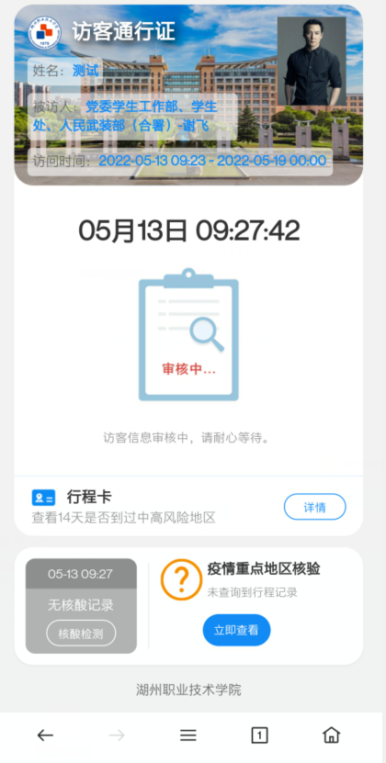 访客通行证
姓名：测试
被访人：党委学生工作部、学生
处、人民武装部（合署）-谢飞
访问时间：2022-05-13 09:23 - 2022-05-19 00:00
05月13日 09:27:42
审核中...
访客信息审核中，请耐心等待。
行程卡
查看14天是否到过中高风险地区
详情
05-13 09:27
无核酸记录
核酸检测
疫情重点地区核验
未查询到行程记录
立即查看
湖州职业技术学院
1